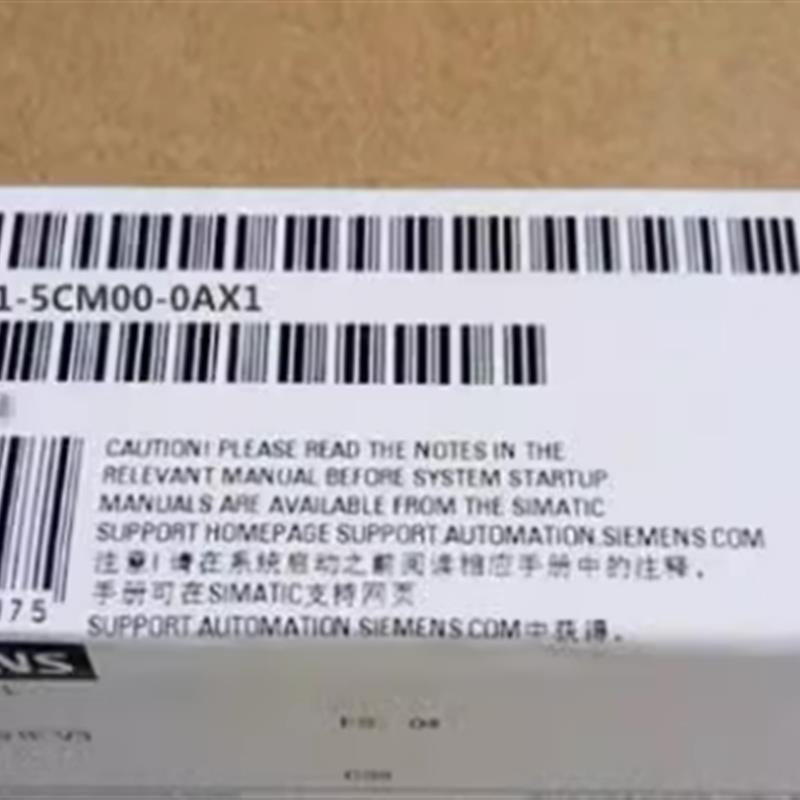 1-5CM00-0AX1
CAUTION! PLEASE READ THE NOTES IN THE
RELEVANT MANUAL BEFORE SYSTEM STARTUP.
MANUALS ARE AVAILABLE FROM THE SIMATIC
SUPPORT HOMEPAGE SUPPORT.AUTOMATION.SIEMENS.COM
注意！请在系统启动之前阅读相应手册中的注释。
手册可在SIMATIC支持网页
75
SUPPORT.AUTOMATION.SIEMENS.COM中获得。
NS